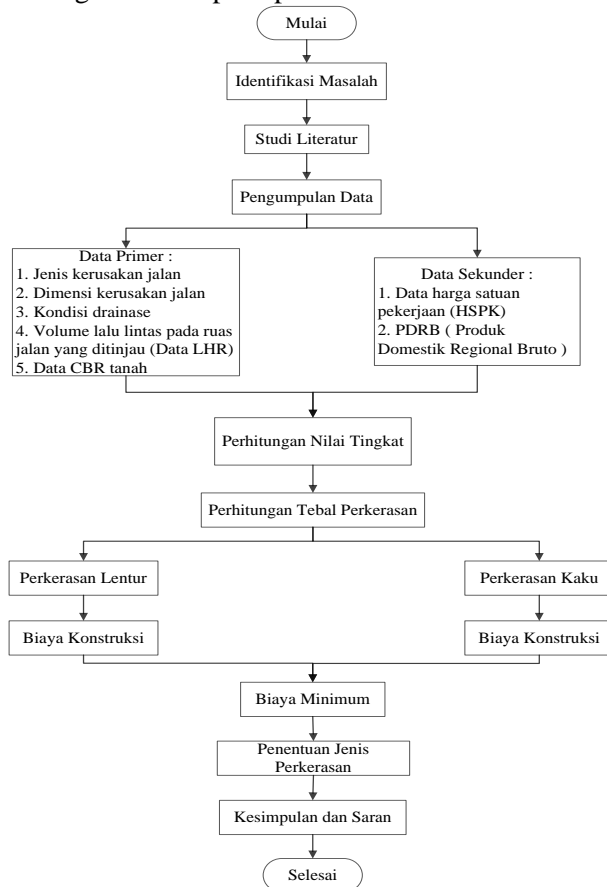 Mulai
Identifikasi Masalah
Studi Literatur
Pengumpulan Data
Data Primer :
1. Jenis kerusakan jalan
2. Dimensi kerusakan jalan
3. Kondisi drainase
4. Volume lalu lintas pada ruas
jalan yang ditinjau (Data LHR)
5. Data CBR tanah
Data Sekunder :
1. Data harga satuan
pekerjaan (HSPK)
2. PDRB ( Produk
Domestik Regional Bruto )
Perhitungan Nilai Tingkat
Perhitungan Tebal Perkerasan
Perkerasan Lentur
Perkerasan Kaku
Biaya Konstruksi
Biaya Konstruksi
Biaya Minimum
Penentuan Jenis
Perkerasan
Kesimpulan dan Saran
Selesai